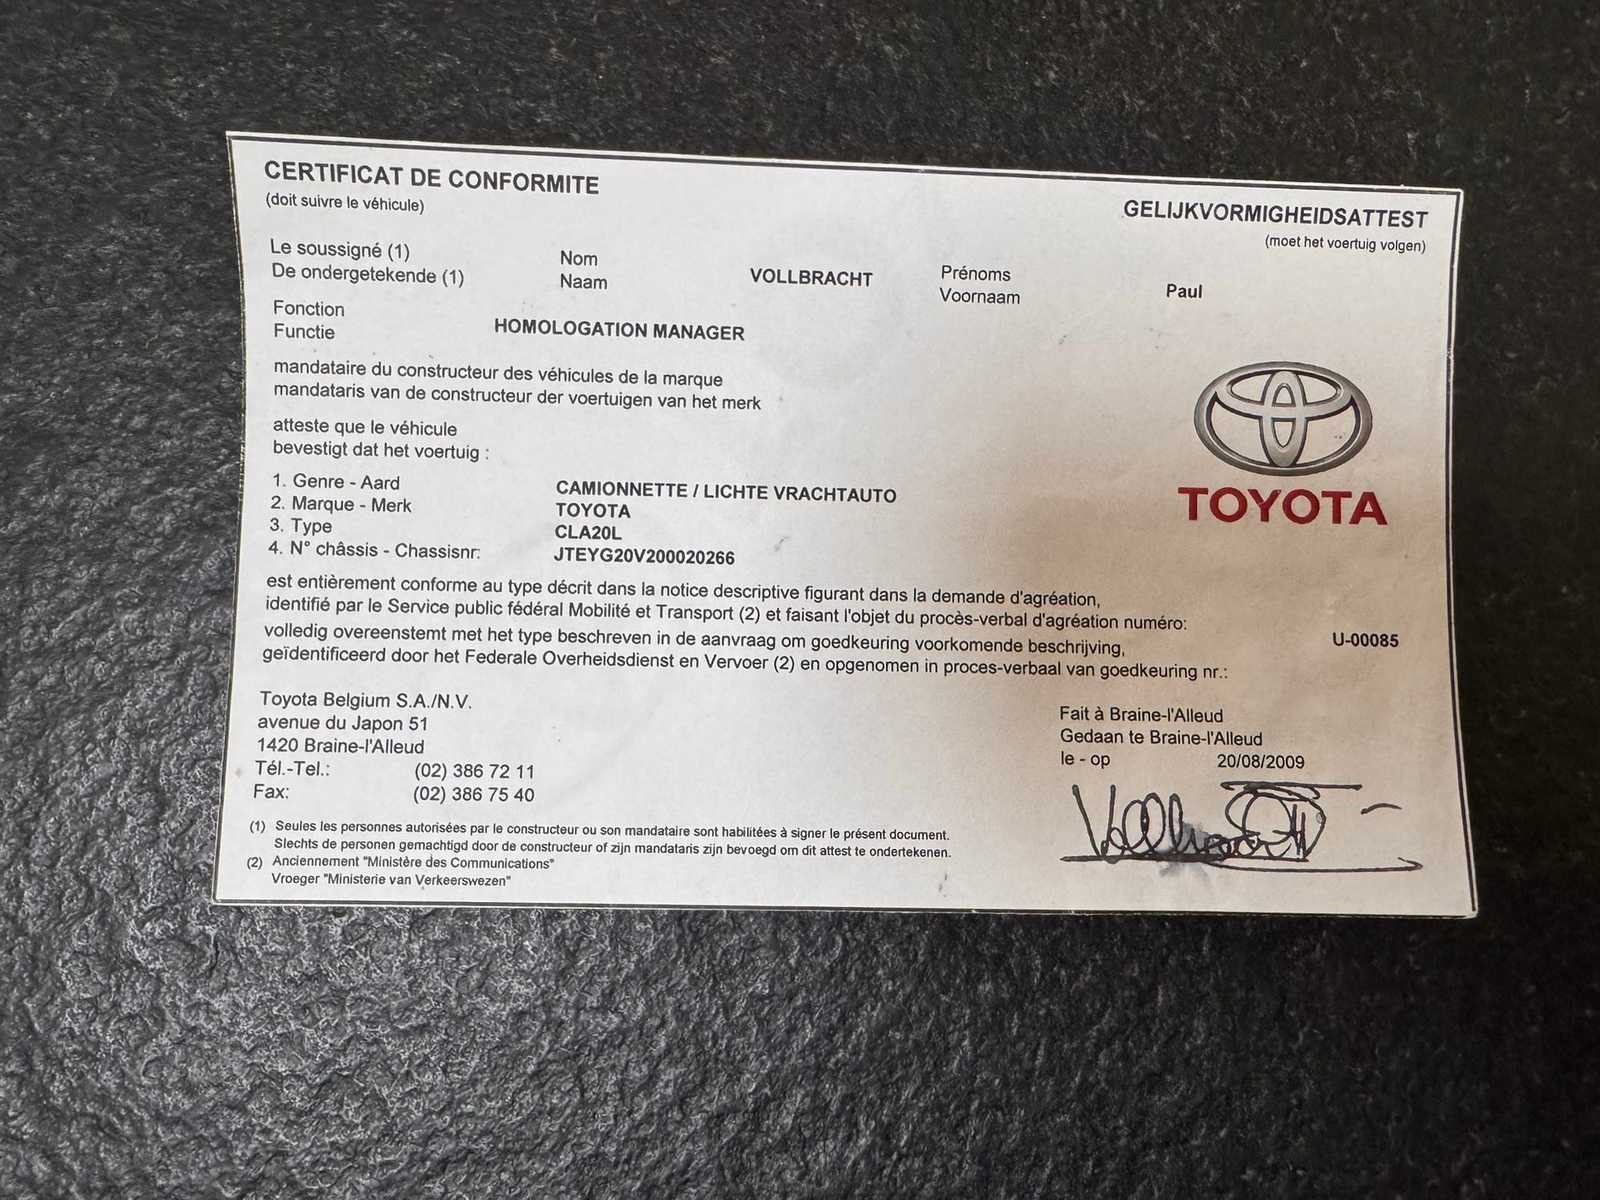 CERTIFICAT DE CONFORMITE
(doit suivre le véhicule)
GELIJKVORMIGHEIDSATTEST
(moet het voertuig volgen)
Le soussigné (1) Nom
De ondergetekende (1) Naam VOLLBRACHT
Prénoms
Voornaam Paul
Fonction
Functie HOMOLOGATION MANAGER
mandataire du constructeur des véhicules de la marque
mandataris van de constructeur der voertuigen van het merk
atteste que le véhicule
bevestigt dat het voertuig :
TOYOTA
1. Genre - Aard CAMIONNETTE / LICHTE VRACHTAUTO
2. Marque - Merk TOYOTA
3. Type CLA20L
4. N° châssis - Chassisnr: JTEYG20V200020266
est entièrement conforme au type décrit dans la notice descriptive figurant dans la demande d'agréation,
identifié par le Service public fédéral Mobilité et Transport (2) et faisant l'objet du procès-verbal d'agréation numéro:
volledig overeenstemt met het type beschreven in de aanvraag om goedkeuring voorkomende beschrijving,
geïdentificeerd door het Federale Overheidsdienst en Vervoer (2) en opgenomen in proces-verbaal van goedkeuring nr.:
U-00085
Toyota Belgium S.A./N.V.
avenue du Japon 51
1420 Braine-l'Alleud
Tél.-Tel.: (02) 386 72 11
Fax: (02) 386 75 40
Fait à Braine-l'Alleud
Gedaan te Braine-l'Alleud
le - op 20/08/2009
Vollbracht
(1) Seules les personnes autorisées par le constructeur ou son mandataire sont habilitées à signer le présent document.
Slechts de personen gemachtigd door de constructeur of zijn mandataris zijn bevoegd om dit attest te ondertekenen.
(2) Anciennement "Ministère des Communications"
Vroeger "Ministerie van Verkeerswezen"